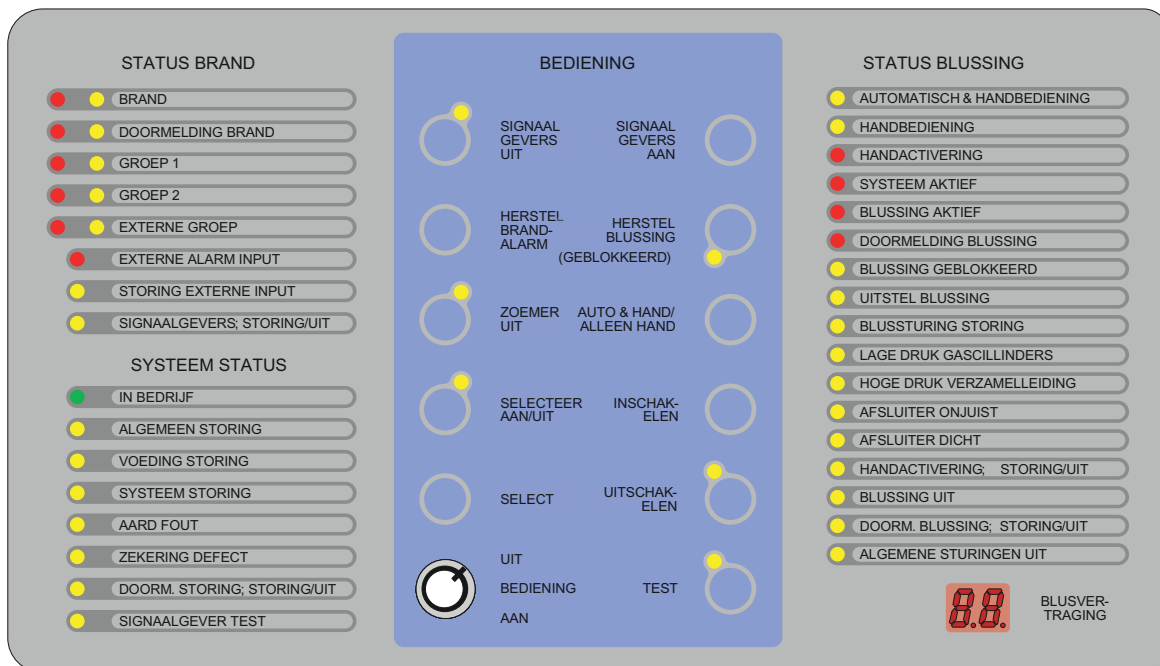 STATUS BRAND
BRAND
DOORMELDING BRAND
GROEP 1
GROEP 2
EXTERNE GROEP
EXTERNE ALARM INPUT
STORING EXTERNE INPUT
SIGNAALGEVERS; STORING/UIT
SYSTEEM STATUS
IN BEDRIJF
ALGEMEEN STORING
VOEDING STORING
SYSTEEM STORING
AARD FOUT
ZEKERING DEFECT
DOORM. STORING; STORING/UIT
SIGNAALGEVER TEST
BEDIENING
SIGNAAL
GEVERS
UIT
SIGNAAL
GEVERS
AAN
HERSTEL
BRAND-
ALARM
HERSTEL
BLUSSING
(GEBLOKKEERD)
ZOEMER
UIT
AUTO & HAND/
ALLEEN HAND
SELECTEER
AAN/UIT
INSCHAK-
ELEN
SELECT
UITSCHAK-
ELEN
UIT
BEDIENING
AAN
TEST
STATUS BLUSSING
AUTOMATISCH & HANDBEDIENING
HANDBEDIENING
HANDACTIVERING
SYSTEEM AKTIEF
BLUSSING AKTIEF
DOORMELDING BLUSSING
BLUSSING GEBLOKKEERD
UITSTEL BLUSSING
BLUSSTURING STORING
LAGE DRUK GASCILLINDERS
HOGE DRUK VERZAMELLEIDING
AFSLUITER ONJUIST
AFSLUITER DICHT
HANDACTIVERING; STORING/UIT
BLUSSING UIT
DOORM. BLUSSING; STORING/UIT
ALGEMENE STURINGEN UIT
8.8.
BLUSVER-
TRAGING